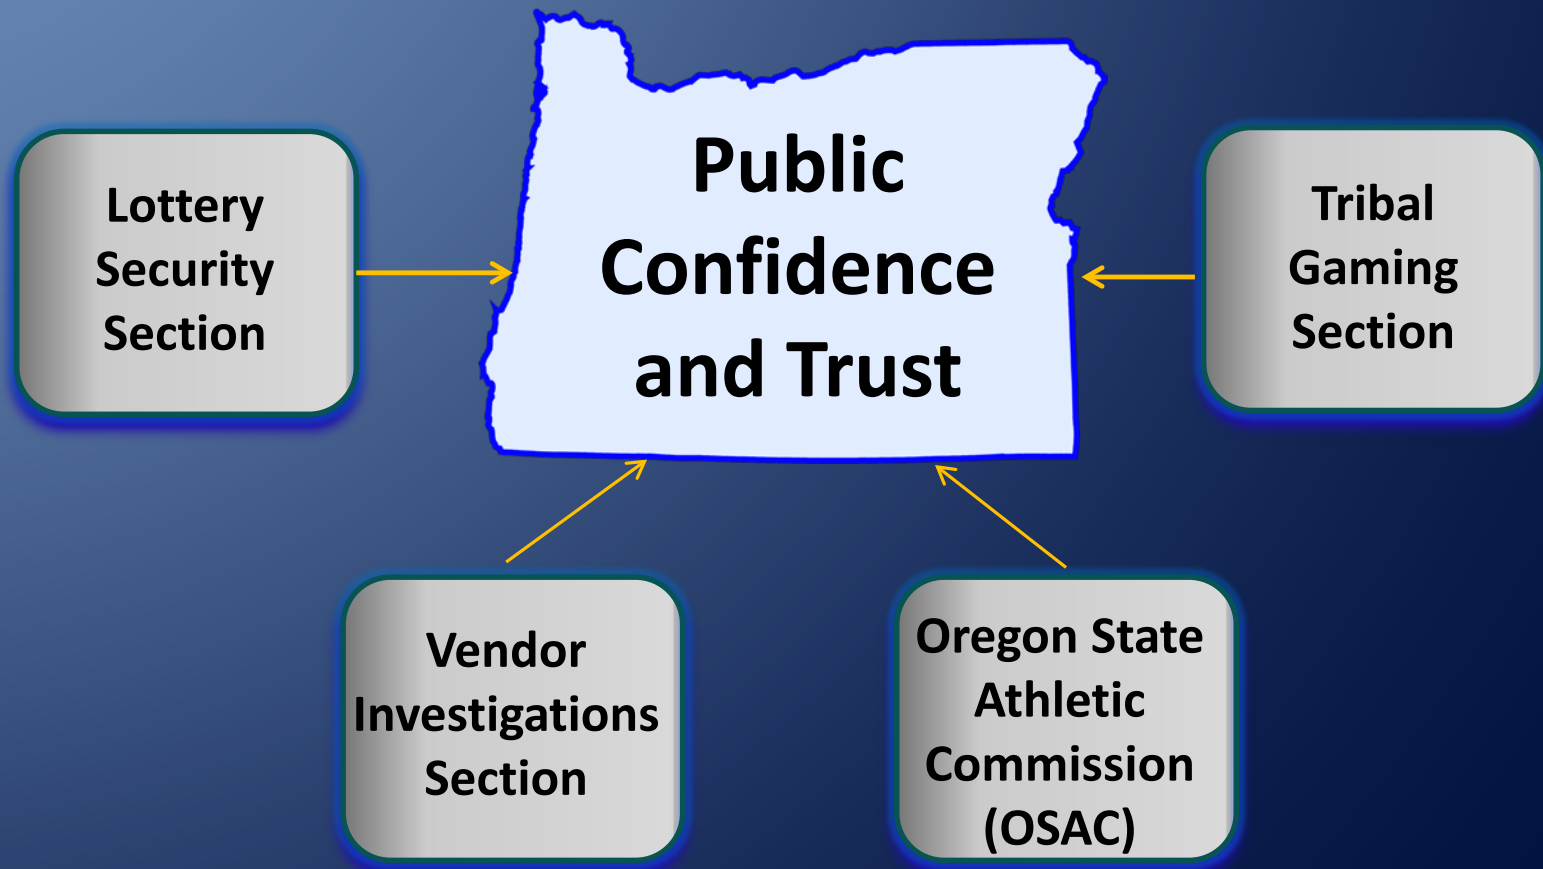 Public
Confidence
and Trust
Lottery
Security
Section
Tribal
Gaming
Section
Vendor
Investigations
Section
Oregon State
Athletic
Commission
(OSAC)